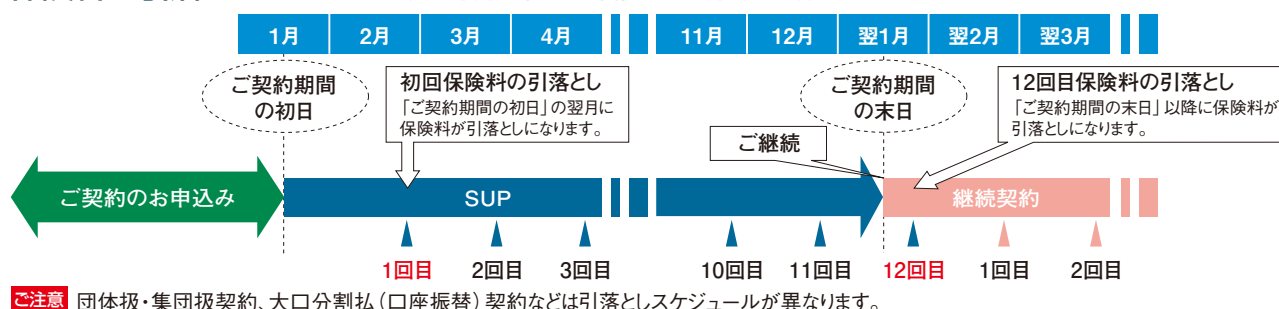 1月 2月 3月 4月 11月 12月 翌1月 翌2月 翌3月
ご契約期間
の初日
初回保険料の引落とし
「ご契約期間の初日」の翌月に
保険料が引落としになります。
ご契約期間
の末日
12回目保険料の引落とし
「ご契約期間の末日」以降に保険料が
引落としになります。
ご継続
ご契約のお申込み
SUP
継続契約
1回目 2回目 3回目 10回目 11回目 12回目 1回目 2回目
ご注意 団体扱・集団扱契約、大口分割払(口座振替)契約などは引落としスケジュールが異なります。